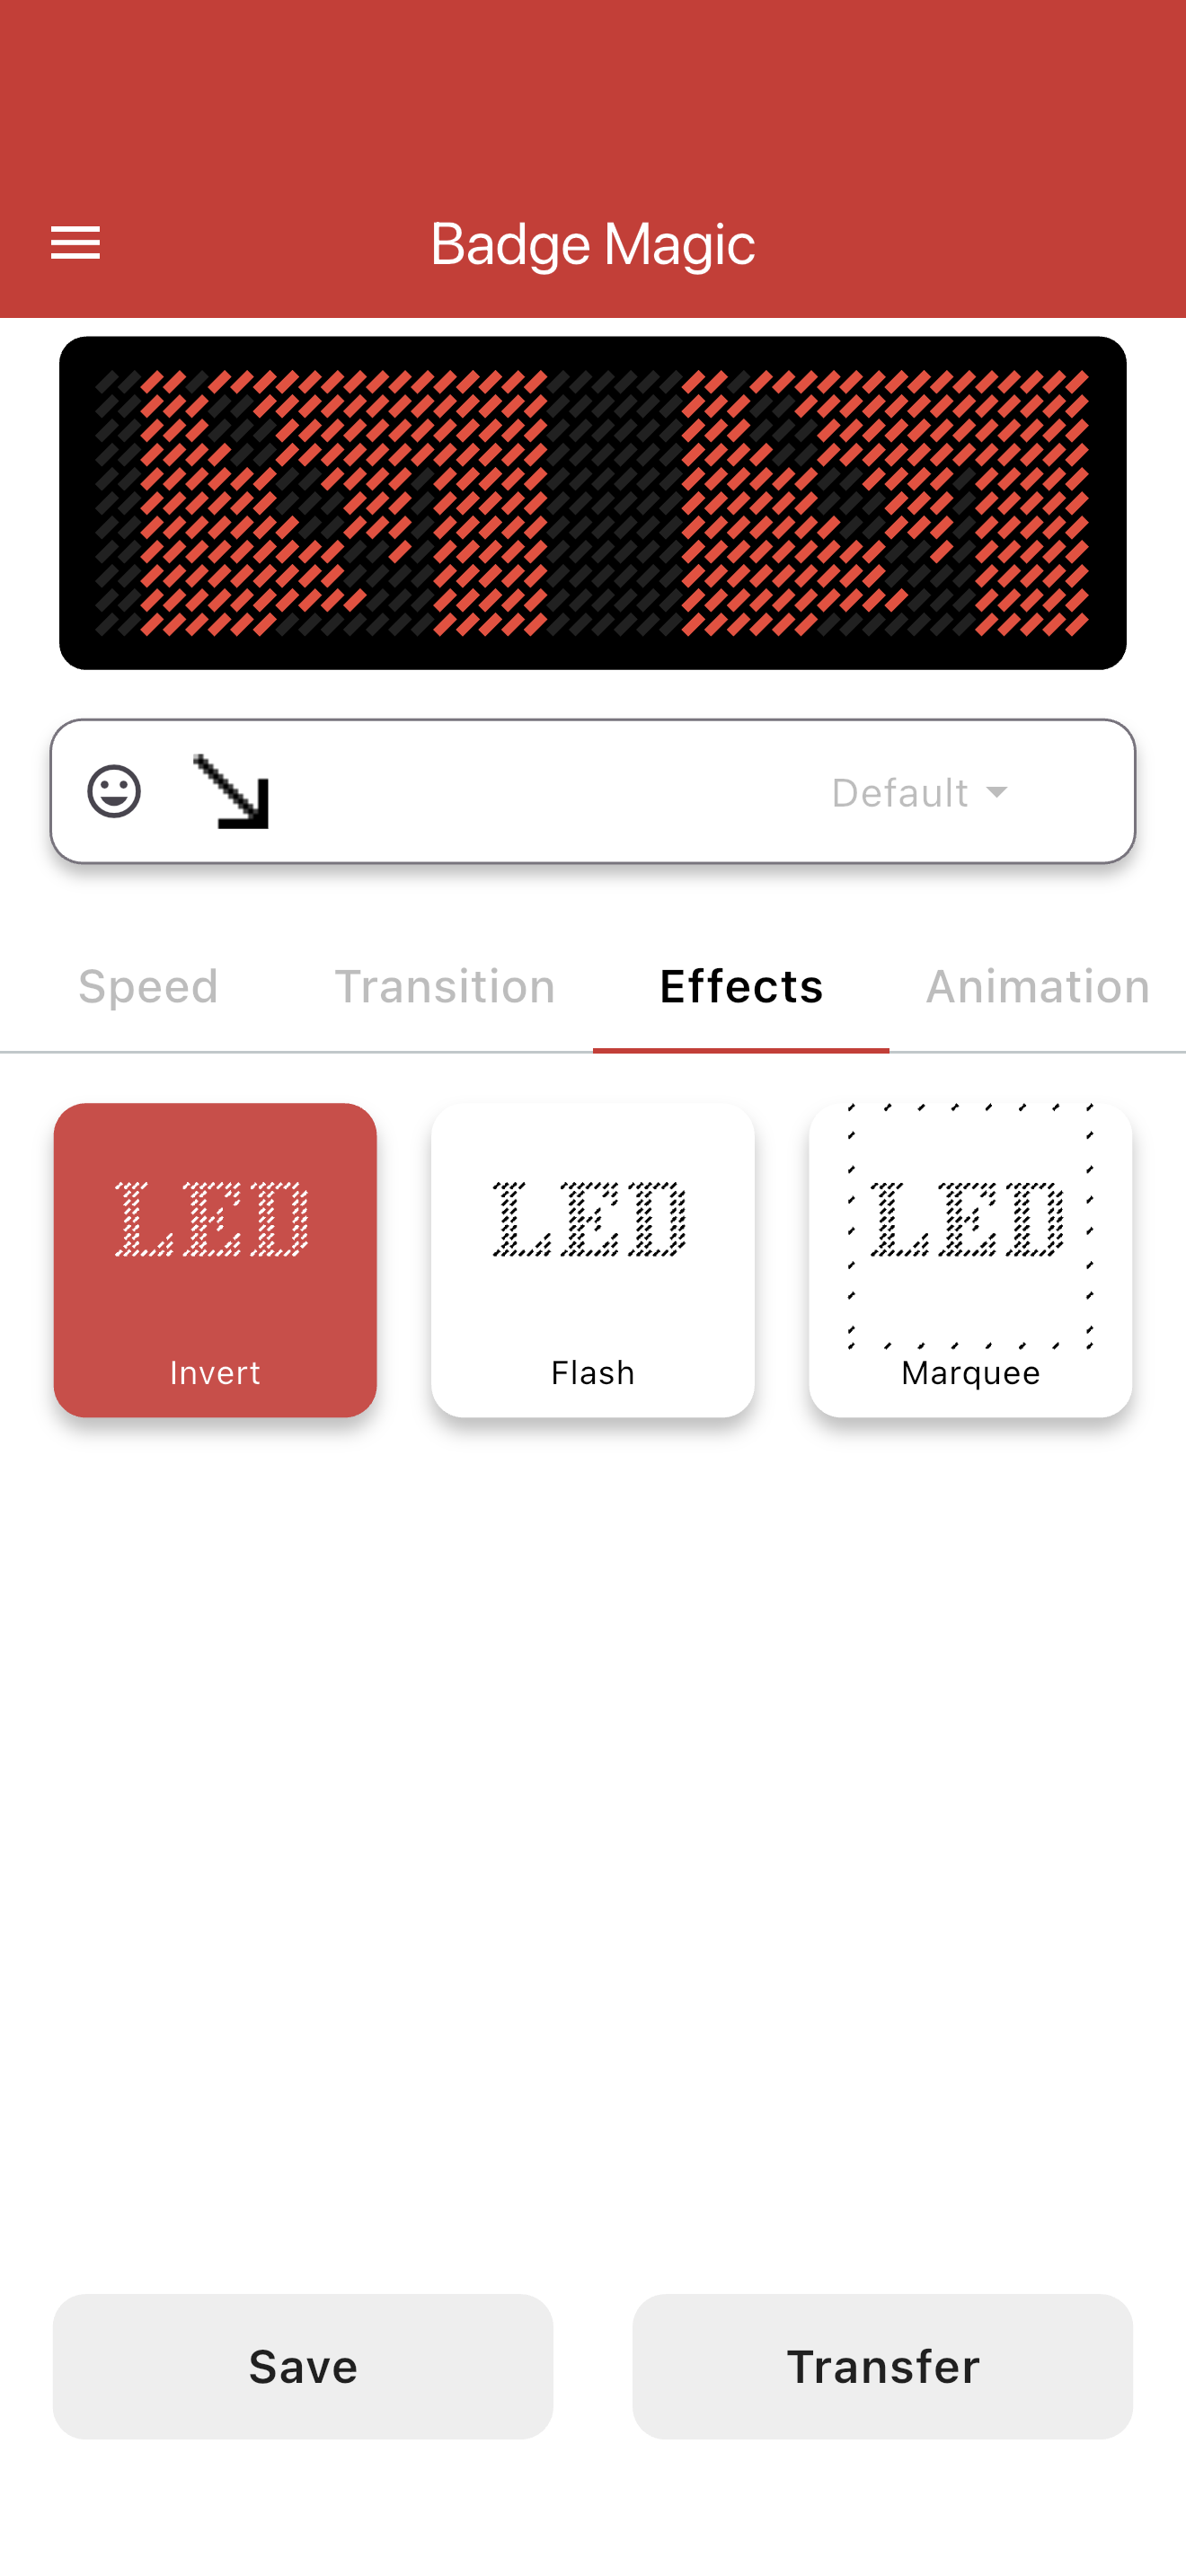 Badge Magic
Default
Speed Transition Effects Animation
LED LED LED
Invert Flash Marquee
Save Transfer